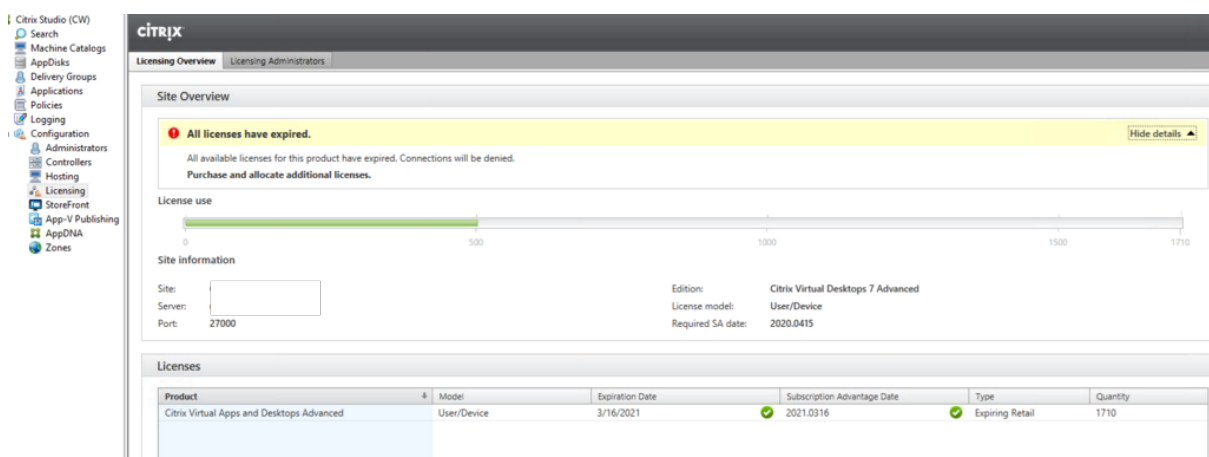 Citrix Studio (CW)
Search
Machine Catalogs
AppDisks
Delivery Groups
Applications
Policies
Logging
Configuration
Administrators
Controllers
Hosting
Licensing
StoreFront
App-V Publishing
AppDNA
Zones
CİTRIX
Licensing Overview Licensing Administrators
Site Overview
All licenses have expired. Hide details
All available licenses for this product have expired. Connections will be denied.
Purchase and allocate additional licenses.
License use
0 500 1000 1500 1710
Site information
Site: Edition: Citrix Virtual Desktops 7 Advanced
Server: License model: User/Device
Port: 27000 Required SA date: 2020.0415
Licenses
Product Model Expiration Date Subscription Advantage Date Type Quantity
Citrix Virtual Apps and Desktops Advanced User/Device 3/16/2021 2021.0316 Expiring Retail 1710